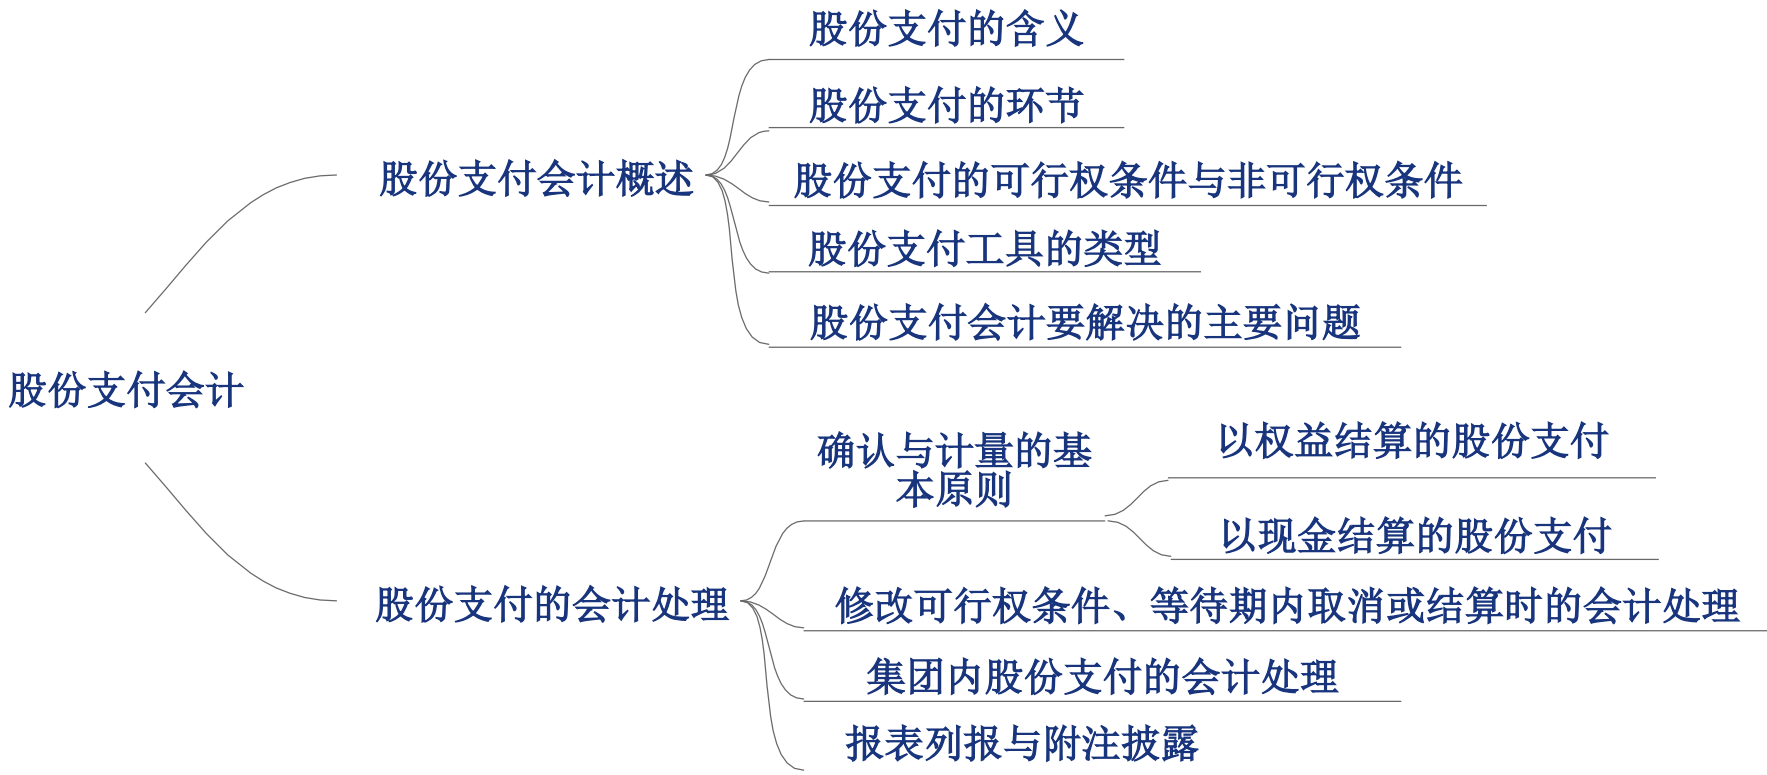 股份支付会计
股份支付会计概述
股份支付的含义
股份支付的环节
股份支付的可行权条件与非可行权条件
股份支付工具的类型
股份支付会计要解决的主要问题
股份支付的会计处理
确认与计量的基
本原则
以权益结算的股份支付
以现金结算的股份支付
修改可行权条件、等待期内取消或结算时的会计处理
集团内股份支付的会计处理
报表列报与附注披露